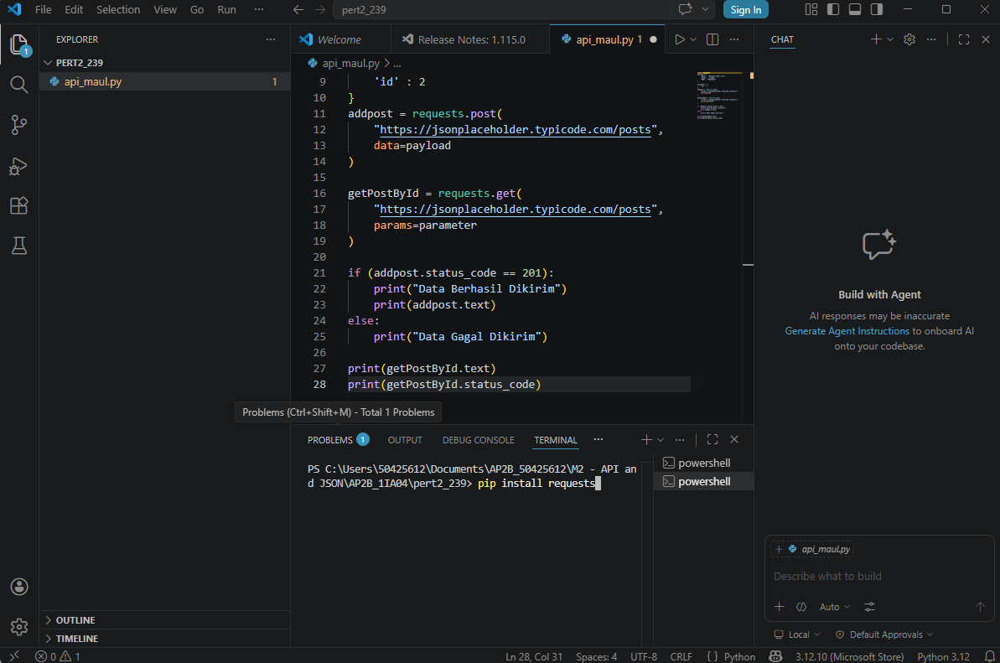 File Edit Selection View Go Run ··· pert2_239 Sign In
EXPLORER ···
PERT2_239
api_maul.py 1
OUTLINE
TIMELINE
Welcome Release Notes: 1.115.0 api_maul.py 1 ● ···
api_maul.py > ...
9 'id' : 2
10 }
11 addpost = requests.post(
12 "https://jsonplaceholder.typicode.com/posts",
13 data=payload
14 )
15
16 getPostById = requests.get(
17 "https://jsonplaceholder.typicode.com/posts",
18 params=parameter
19 )
20
21 if (addpost.status_code == 201):
22 print("Data Berhasil Dikirim")
23 print(addpost.text)
24 else:
25 print("Data Gagal Dikirim")
26
27 print(getPostById.text)
28 print(getPostById.status_code)
Problems (Ctrl+Shift+M) - Total 1 Problems
PROBLEMS 1 OUTPUT DEBUG CONSOLE TERMINAL ··· ···
PS C:\Users\50425612\Documents\AP2B_50425612\M2 - API an
d JSON\AP2B_1IA04\pert2_239> pip install requests
powershell
powershell
CHAT ···
Build with Agent
AI responses may be inaccurate
Generate Agent Instructions to onboard AI
onto your codebase.
+ api_maul.py
Describe what to build
Auto
Local Default Approvals
1
0 1 Ln 28, Col 31 Spaces: 4 UTF-8 CRLF { } Python 3.12.10 (Microsoft Store) Python 3.12